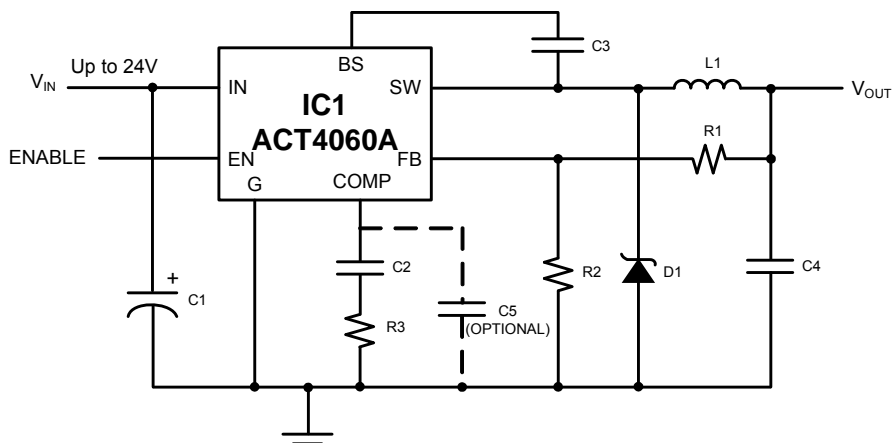 C3
L1
Up to 24V
BS
VIN
IN
SW
VOUT
IC1
ACT4060A
R1
ENABLE
EN
FB
G
COMP
+
C1
C2
R2
D1
C4
R3
C5
(OPTIONAL)